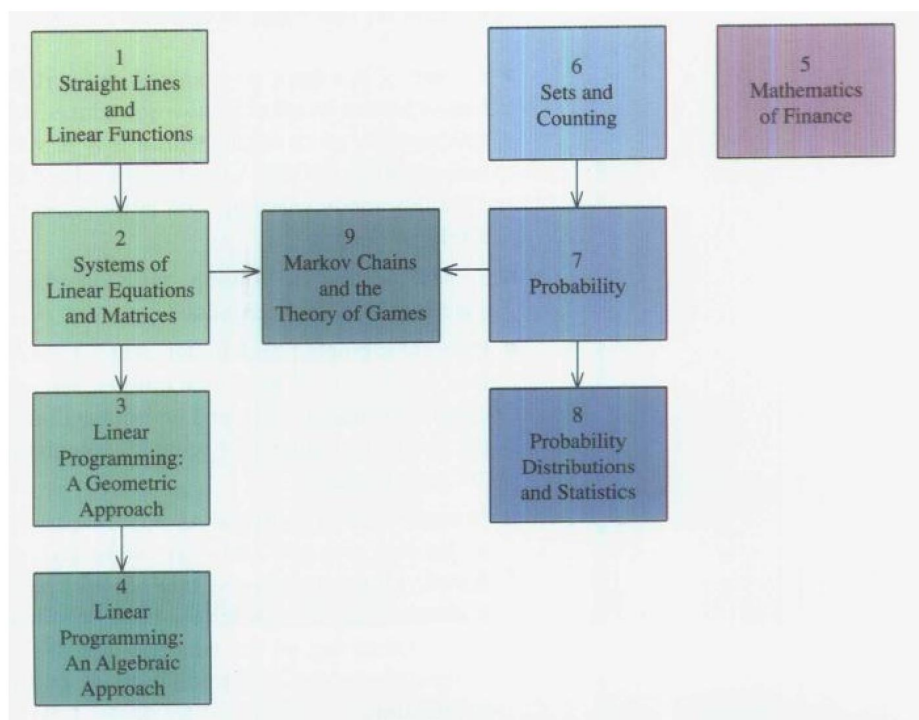 1
Straight Lines
and
Linear Functions
6
Sets and
Counting
5
Mathematics
of Finance
2
Systems of
Linear Equations
and Matrices
9
Markov Chains
and the
Theory of Games
7
Probability
3
Linear
Programming:
A Geometric
Approach
8
Probability
Distributions
and Statistics
4
Linear
Programming:
An Algebraic
Approach